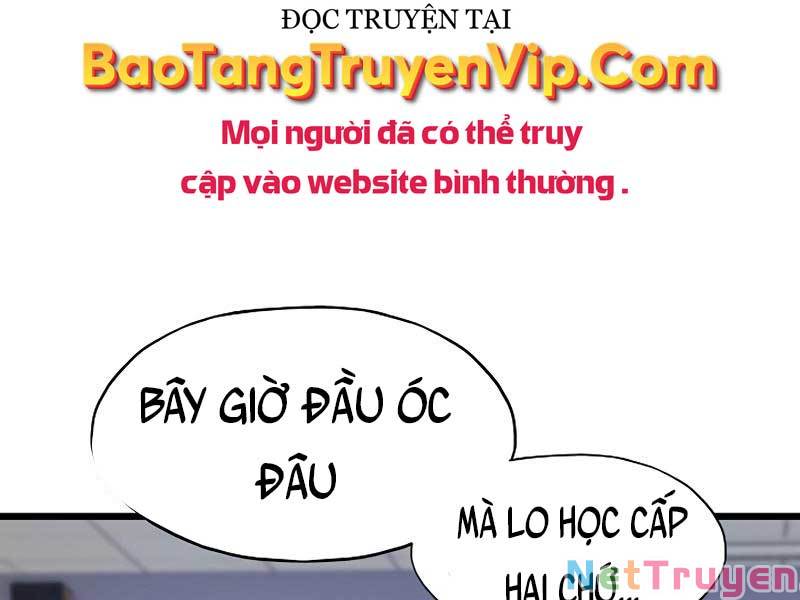 ĐỌC TRUYỆN TẠI
BaoTangTruyenVip.Com
Mọi người đã có thể truy
cập vào website bình thường.
BÂY GIỜ ĐẦU ÓC
ĐÂU
MÀ LO HỌC CẤP
HAI CHỚ...
NetTruyen